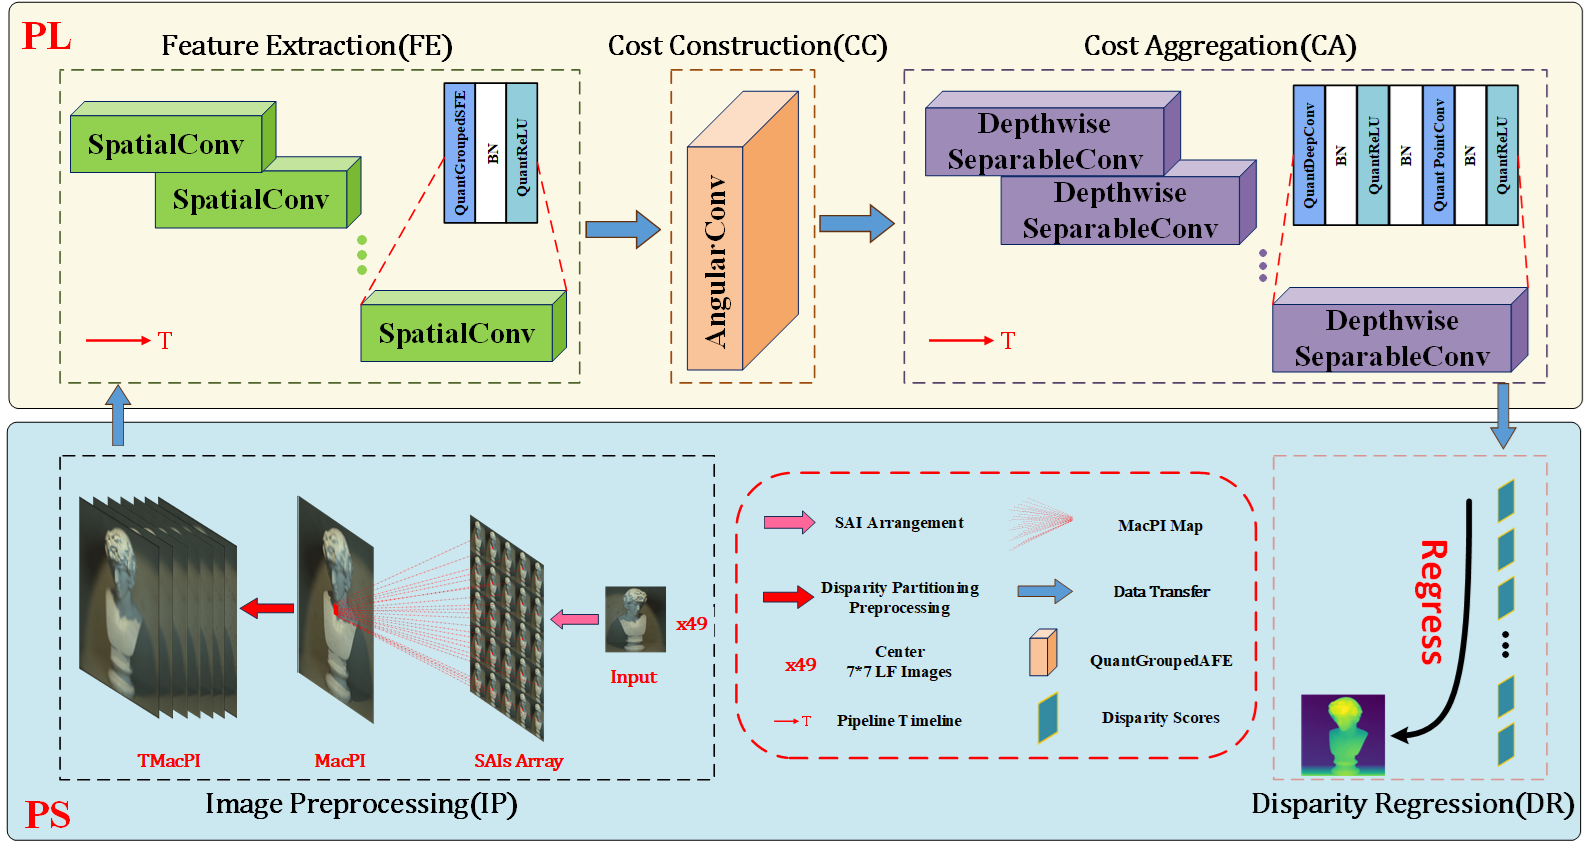 PL
Feature Extraction(FE)
Cost Construction(CC)
Cost Aggregation(CA)
SpatialConv
SpatialConv
SpatialConv
QuantGroupedSFE
BN
QuantReLU
T
AngularConv
Depthwise
SeparableConv
Depthwise
SeparableConv
Depthwise
SeparableConv
QuantDeepConv
BN
QuantReLU
BN
QuantPointConv
BN
QuantReLU
T
TMacPI
MacPI
SAIs Array
Input
x49
Image Preprocessing(IP)
PS
SAI Arrangement
MacPI Map
Disparity Partitioning
Preprocessing
Data Transfer
x49
Center
7*7 LF Images
QuantGroupedAFE
T
Pipeline Timeline
Disparity Scores
Regress
Disparity Regression(DR)